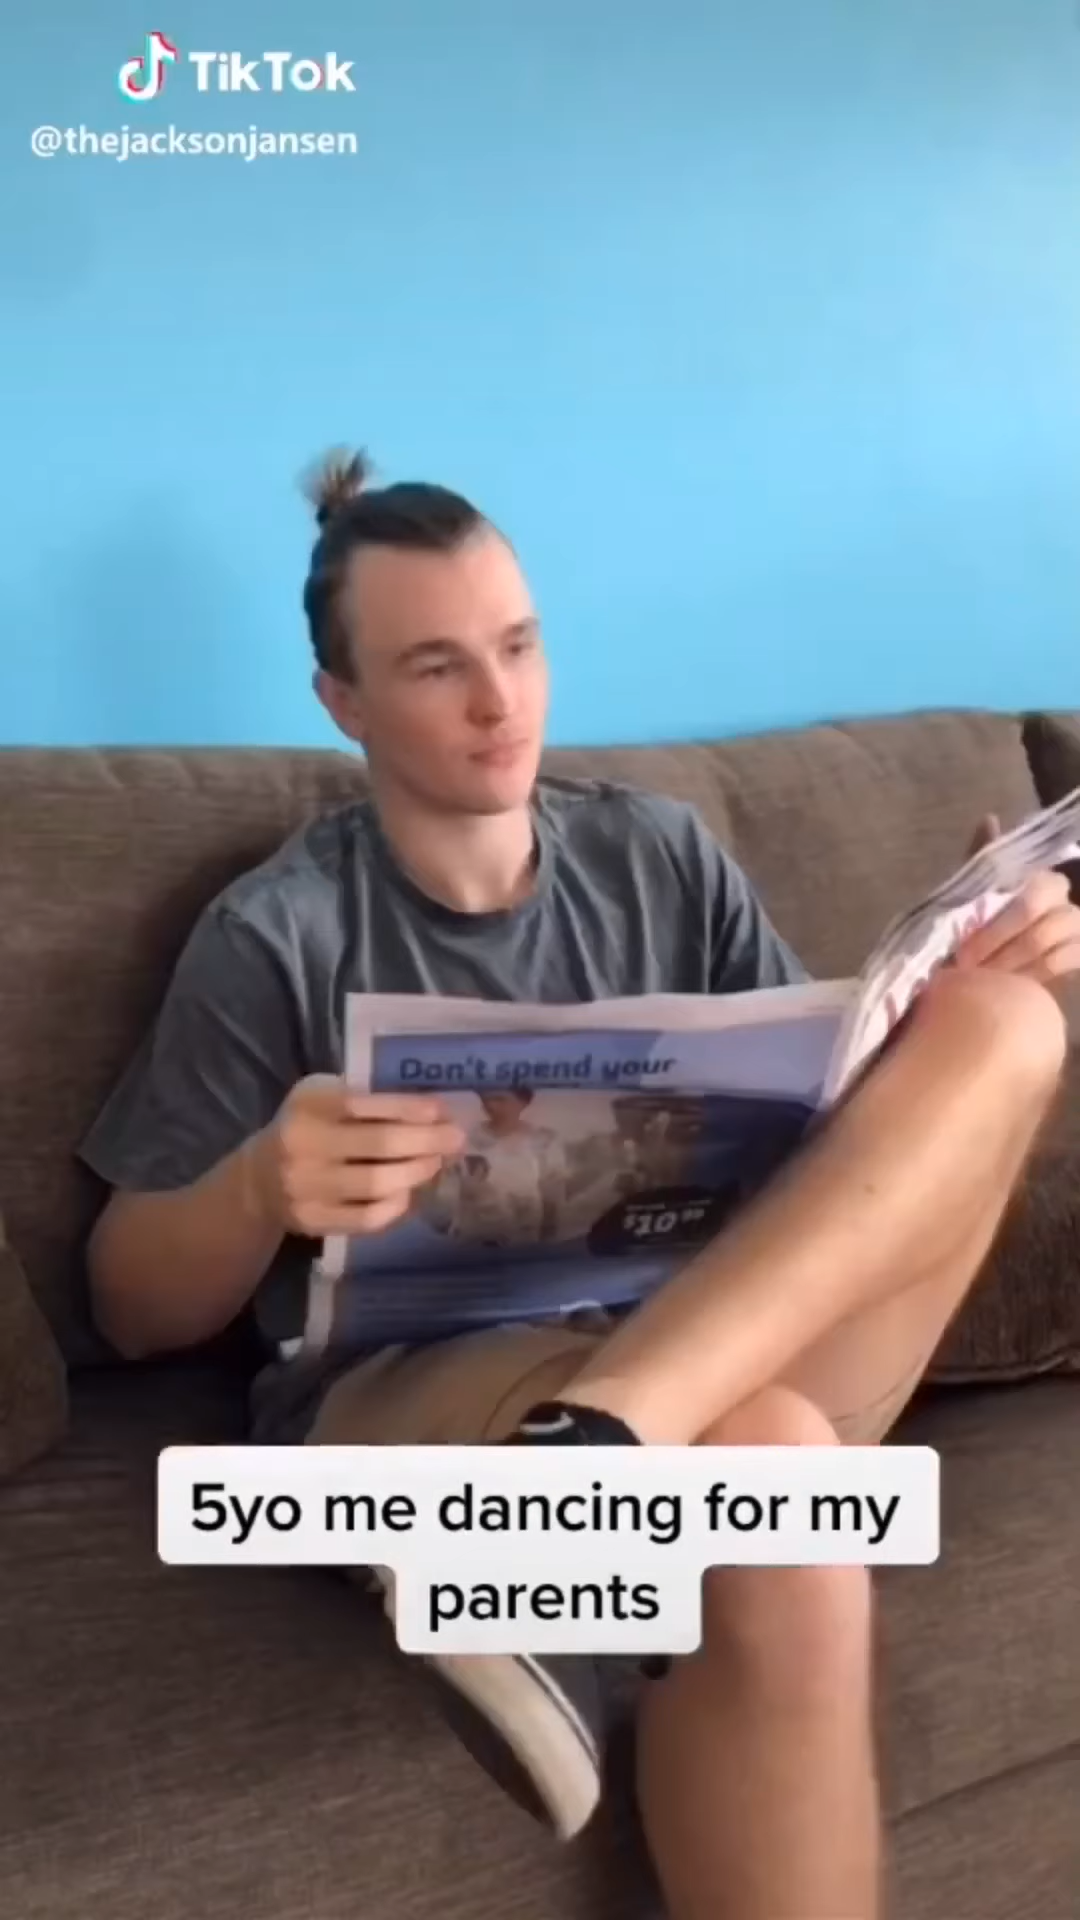 TikTok
@thejacksonjansen
Don't spend your
5yo me dancing for my
parents